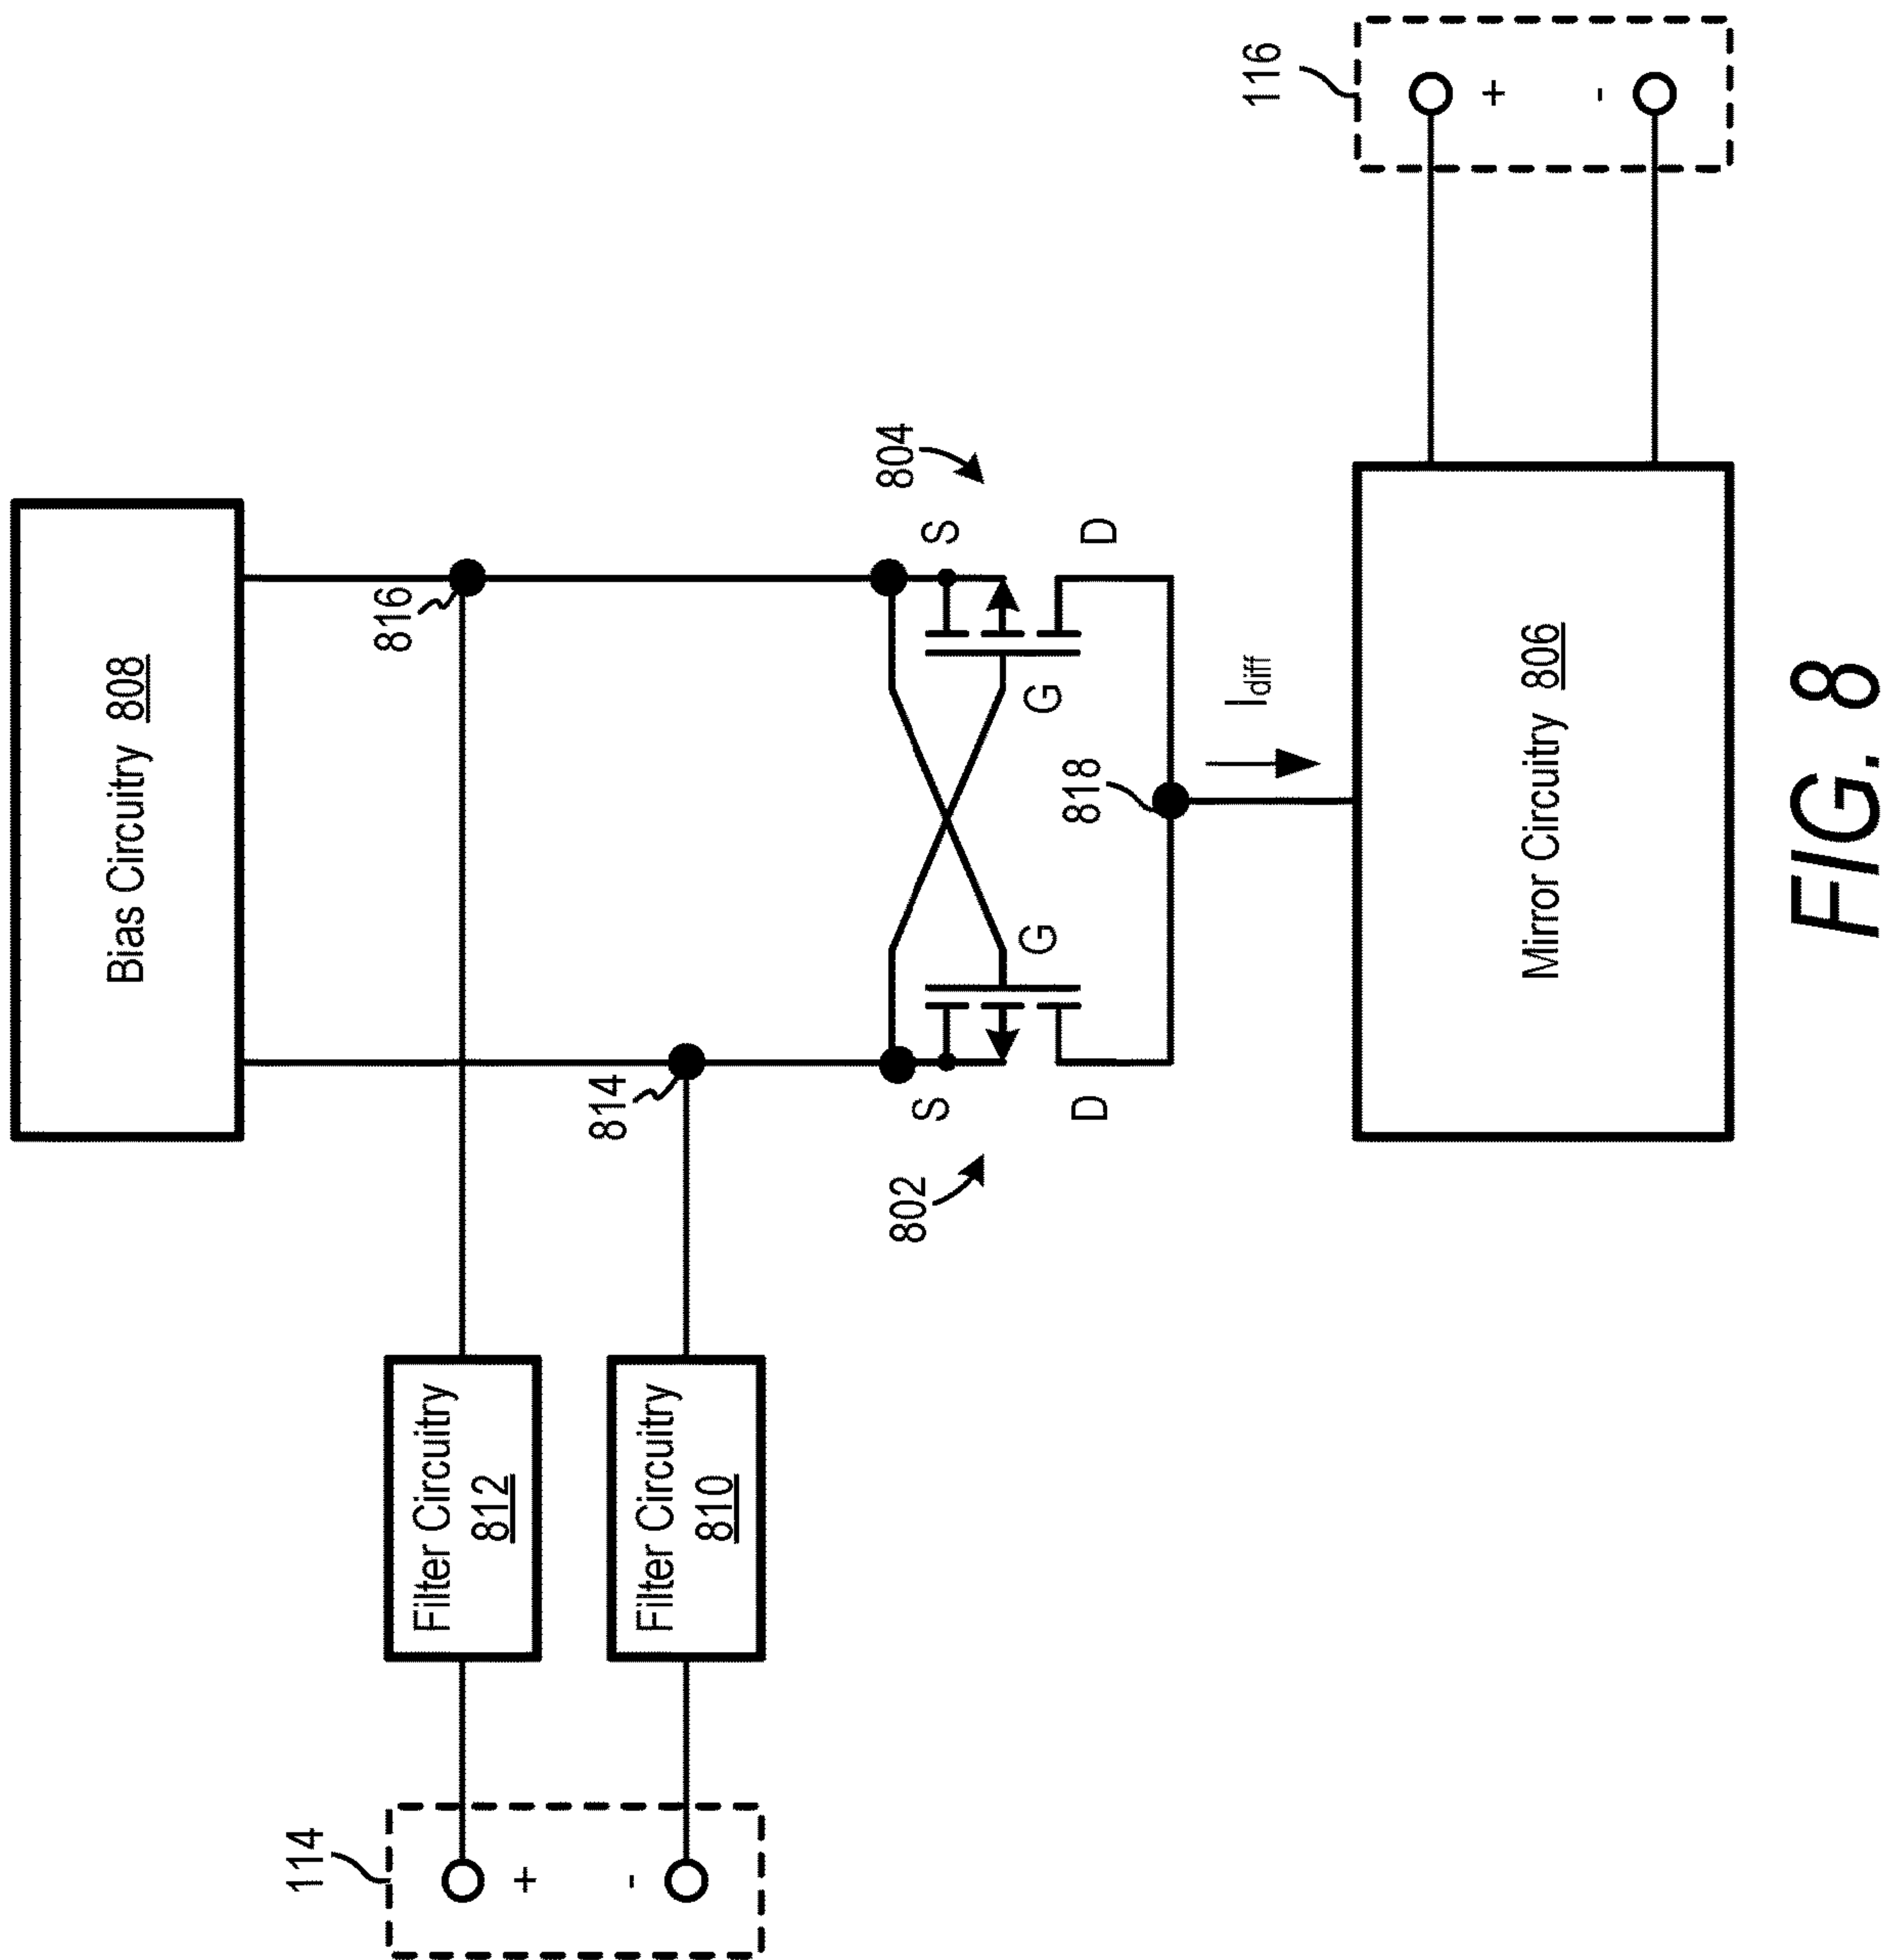 Bias Circuitry 808
816
814
114
+
-
Filter Circuitry
812
Filter Circuitry
810
802
804
S
S
G
G
D
D
818
I_diff
Mirror Circuitry 806
116
+
-
FIG. 8